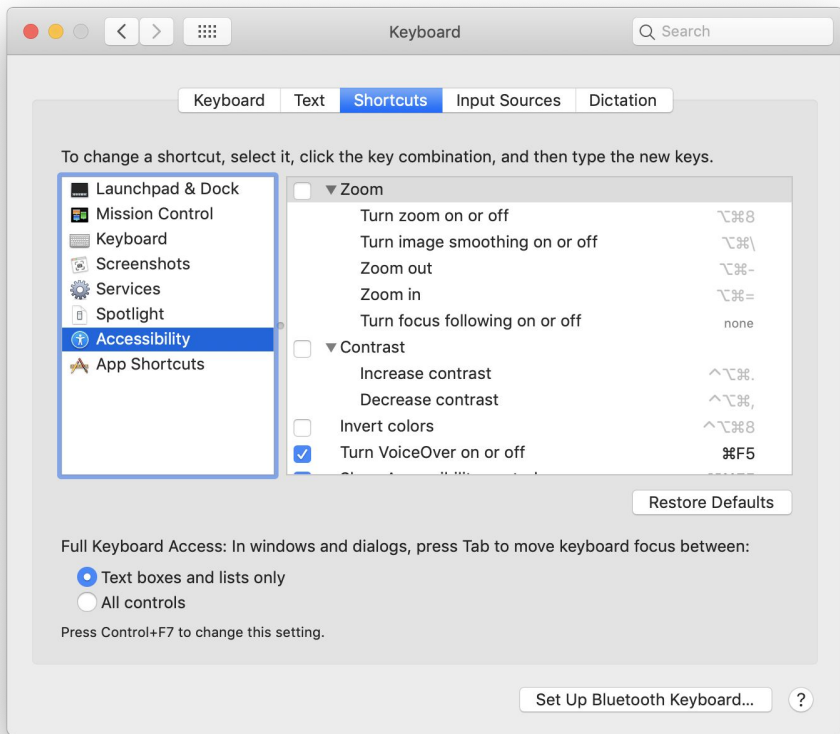 Keyboard
Search
Keyboard Text Shortcuts Input Sources Dictation
To change a shortcut, select it, click the key combination, and then type the new keys.
Launchpad & Dock
Mission Control
Keyboard
Screenshots
Services
Spotlight
Accessibility
App Shortcuts
Zoom
Turn zoom on or off ⌥⌘8
Turn image smoothing on or off ⌥⌘\
Zoom out ⌥⌘-
Zoom in ⌥⌘=
Turn focus following on or off none
Contrast
Increase contrast ^⌥⌘.
Decrease contrast ^⌥⌘,
Invert colors ^⌥⌘8
Turn VoiceOver on or off ⌘F5
Restore Defaults
Full Keyboard Access: In windows and dialogs, press Tab to move keyboard focus between:
Text boxes and lists only
All controls
Press Control+F7 to change this setting.
Set Up Bluetooth Keyboard... ?